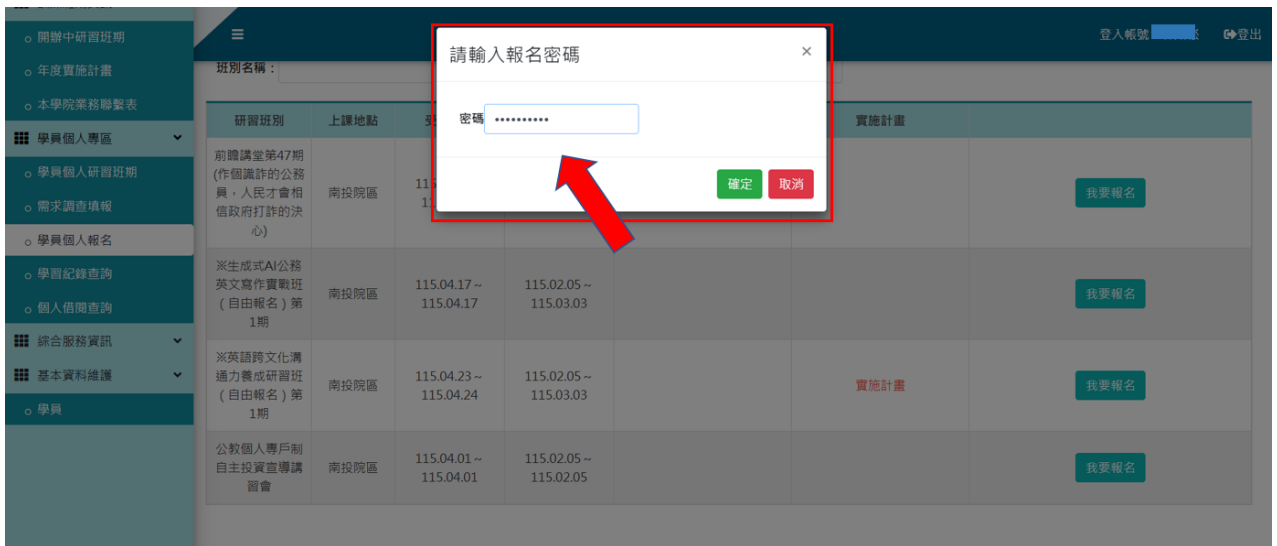 開辦中研習班期
年度實施計畫
本學院業務聯繫表
學員個人專區
學員個人研習班期
需求調查填報
學員個人報名
學習紀錄查詢
個人借閱查詢
綜合服務資訊
基本資料維護
學員
登入帳號
登出
班別名稱：
請輸入報名密碼
×
密碼 ••••••••••
確定 取消
研習班別 上課地點 實施計畫
前瞻講堂第47期
(作個識詐的公務
員，人民才會相
信政府打詐的決
心)
南投院區
我要報名
※生成式AI公務
英文寫作實戰班
(自由報名)第
1期
南投院區
115.04.17~
115.04.17
115.02.05~
115.03.03
我要報名
※英語跨文化溝
通力養成研習班
(自由報名)第
1期
南投院區
115.04.23~
115.04.24
115.02.05~
115.03.03
實施計畫
我要報名
公教個人專戶制
自主投資宣導講
習會
南投院區
115.04.01~
115.04.01
115.02.05~
115.02.05
我要報名